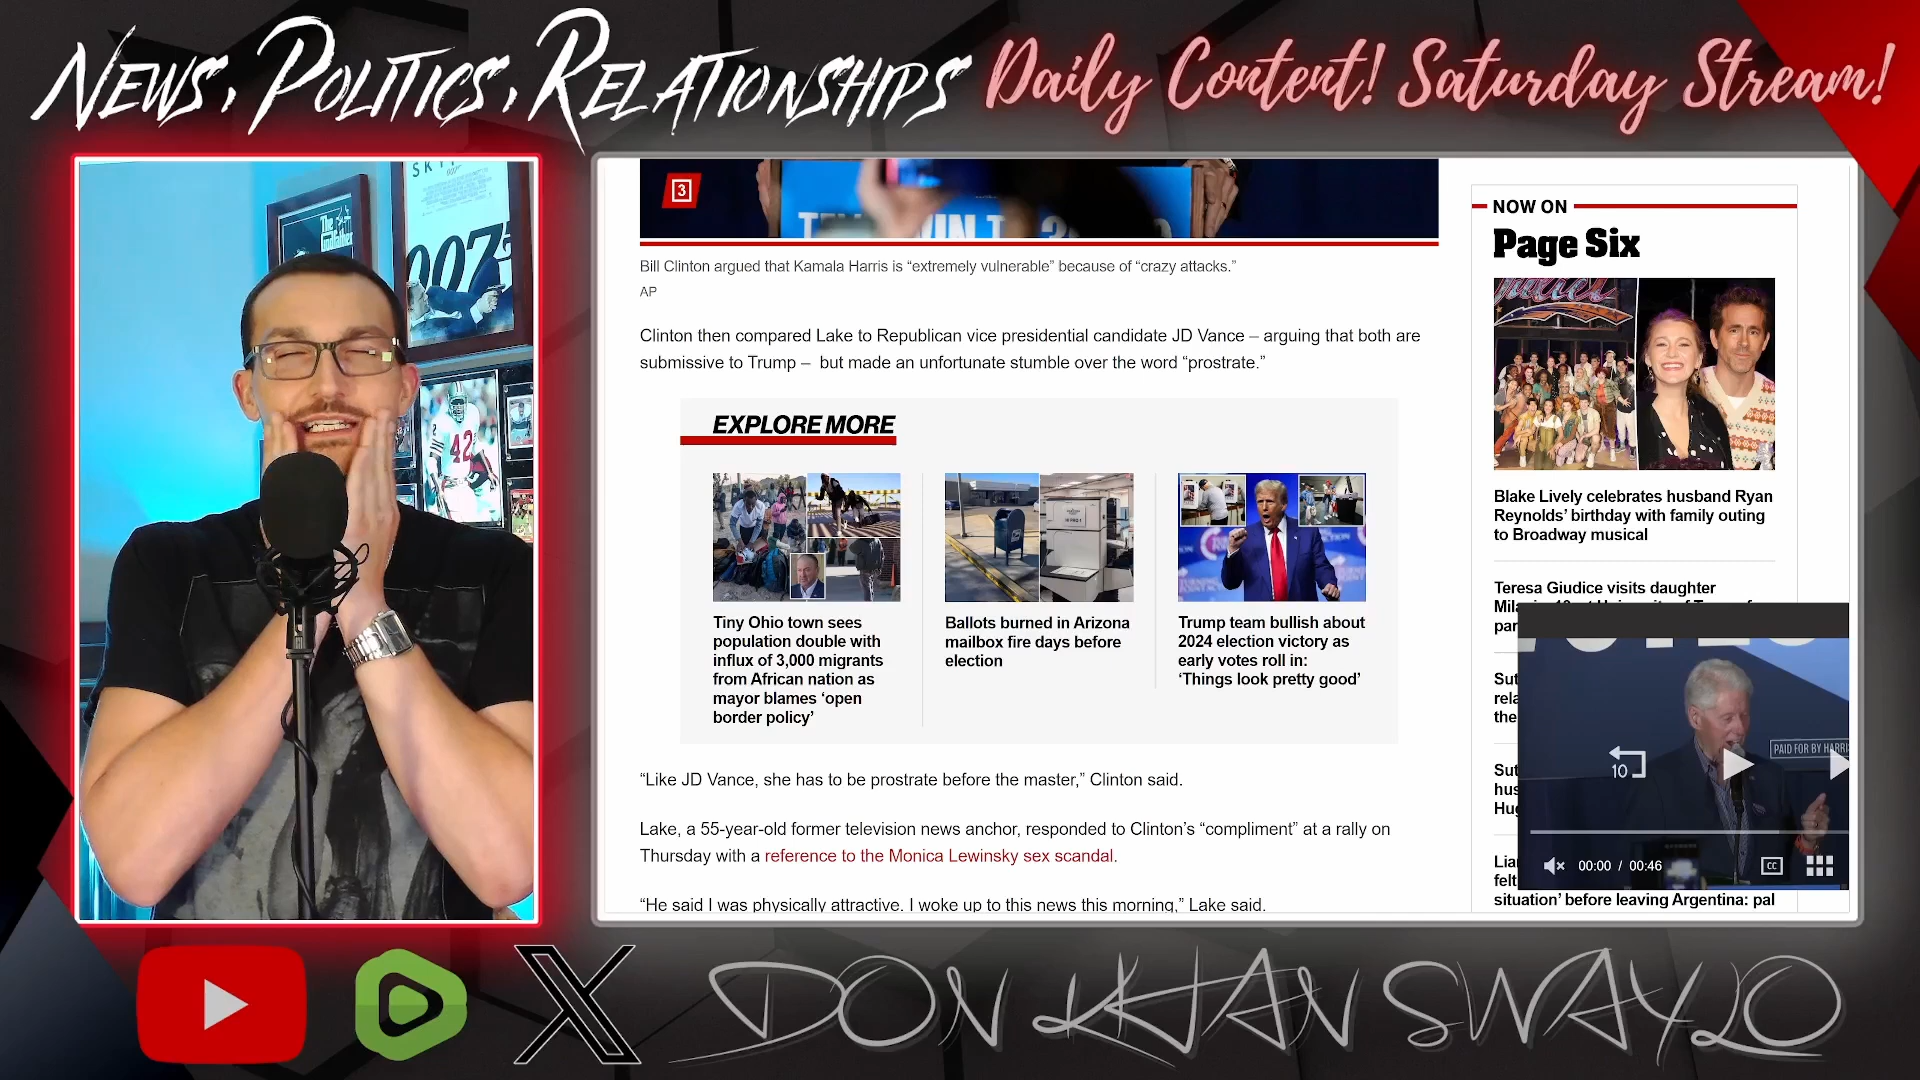 NEWS, POLITICS, RELATIONSHIPS
Daily Content! Saturday Stream!
SKYF
007
The
Godfather
007
42
3
Bill Clinton argued that Kamala Harris is “extremely vulnerable” because of “crazy attacks.”
AP
Clinton then compared Lake to Republican vice presidential candidate JD Vance – arguing that both are
submissive to Trump – but made an unfortunate stumble over the word “prostrate.”
EXPLORE MORE
Tiny Ohio town sees
population double with
influx of 3,000 migrants
from African nation as
mayor blames ‘open
border policy’
Ballots burned in Arizona
mailbox fire days before
election
Trump team bullish about
2024 election victory as
early votes roll in:
‘Things look pretty good’
“Like JD Vance, she has to be prostrate before the master,” Clinton said.
Lake, a 55-year-old former television news anchor, responded to Clinton’s “compliment” at a rally on
Thursday with a reference to the Monica Lewinsky sex scandal.
“He said I was physically attractive. I woke up to this news this morning,” Lake said.
NOW ON
Page Six
Blake Lively celebrates husband Ryan
Reynolds’ birthday with family outing
to Broadway musical
Teresa Giudice visits daughter
PAID FOR BY HARRI
10
00:00 / 00:46
CC
situation’ before leaving Argentina: pal
X
DON KHAN SWAYLO